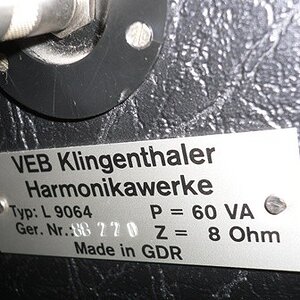 VEB Klingenthaler
Harmonikawerke
Typ: L 9064 P = 60 VA
Ger. Nr.: Z = 8 Ohm
Made in GDR